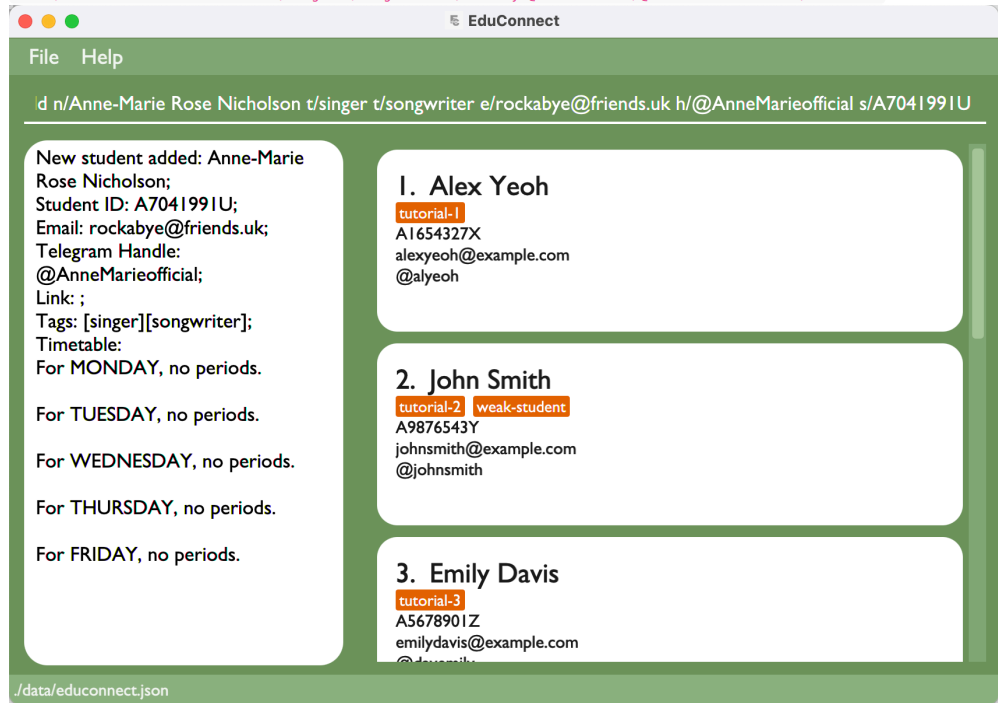 EduConnect
File Help
d n/Anne-Marie Rose Nicholson t/singer t/songwriter e/rockabye@friends.uk h/@AnneMarieofficial s/A7041991U
New student added: Anne-Marie
Rose Nicholson;
Student ID: A7041991U;
Email: rockabye@friends.uk;
Telegram Handle:
@AnneMarieofficial;
Link: ;
Tags: [singer][songwriter];
Timetable:
For MONDAY, no periods.
For TUESDAY, no periods.
For WEDNESDAY, no periods.
For THURSDAY, no periods.
For FRIDAY, no periods.
1. Alex Yeoh
tutorial-1
A1654327X
alexyeoh@example.com
@alyeoh
2. John Smith
tutorial-2 weak-student
A9876543Y
johnsmith@example.com
@johnsmith
3. Emily Davis
tutorial-3
A5678901Z
emilydavis@example.com
./data/educonnect.json